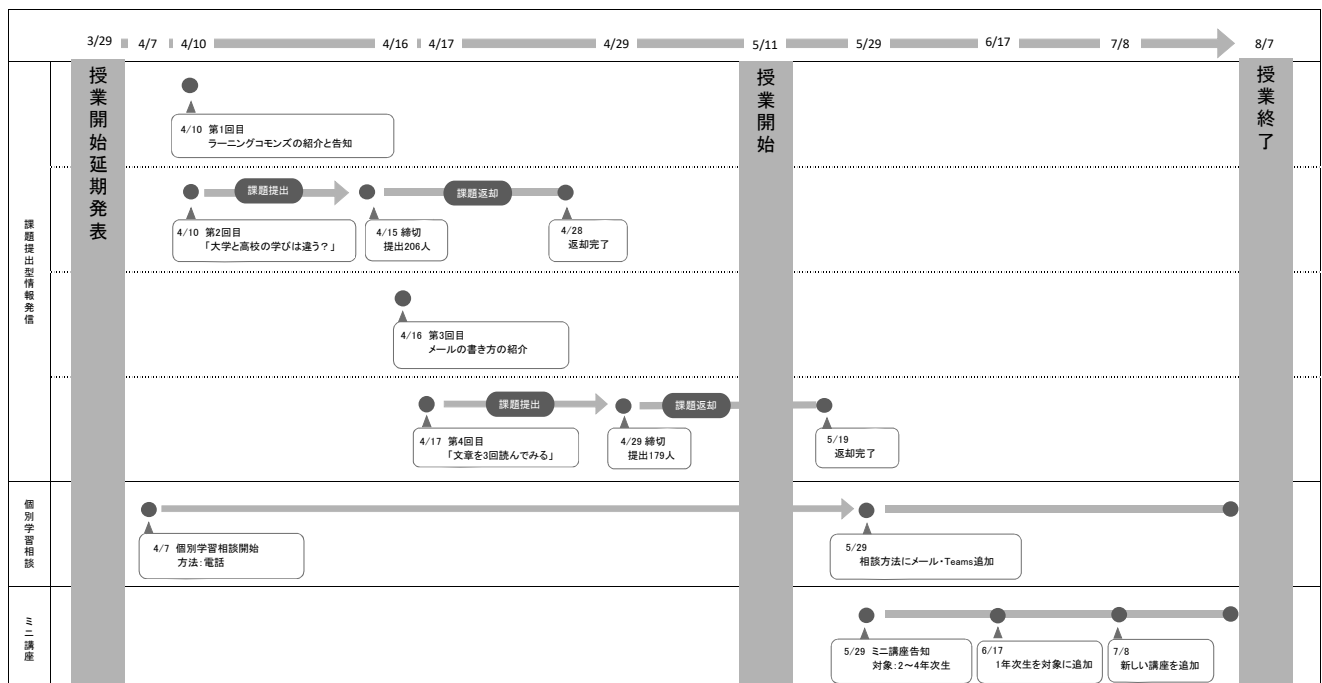 3/29
4/7
4/10
4/16
4/17
4/29
5/11
5/29
6/17
7/8
8/7
授業開始延期発表
授業開始
授業終了
課題提出型情報発信
4/10 第1回目
ラーニングコモンズの紹介と告知
課題提出
課題返却
4/10 第2回目
「大学と高校の学びは違う？」
4/15 締切
提出206人
4/28
返却完了
4/16 第3回目
メールの書き方の紹介
課題提出
課題返却
4/17 第4回目
「文章を3回読んでみる」
4/29 締切
提出179人
5/19
返却完了
個別学習相談
4/7 個別学習相談開始
方法：電話
5/29
相談方法にメール・Teams追加
ミニ講座
5/29 ミニ講座告知
対象：2～4年次生
6/17
1年次生を対象に追加
7/8
新しい講座を追加